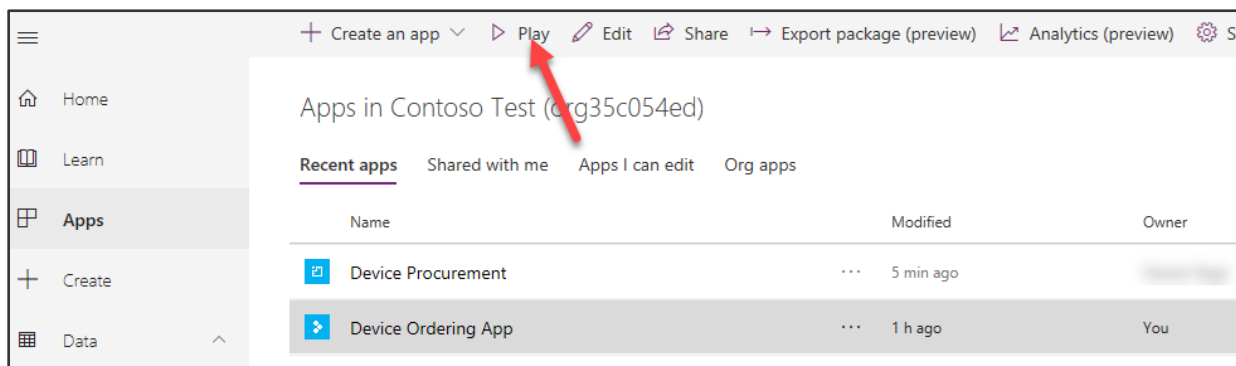 Create an app Play Edit Share Export package (preview) Analytics (preview) S
Home
Apps in Contoso Test (org35c054ed)
Learn
Recent apps Shared with me Apps I can edit Org apps
Apps
Name Modified Owner
Device Procurement ... 5 min ago
Create
Device Ordering App ... 1 h ago You
Data